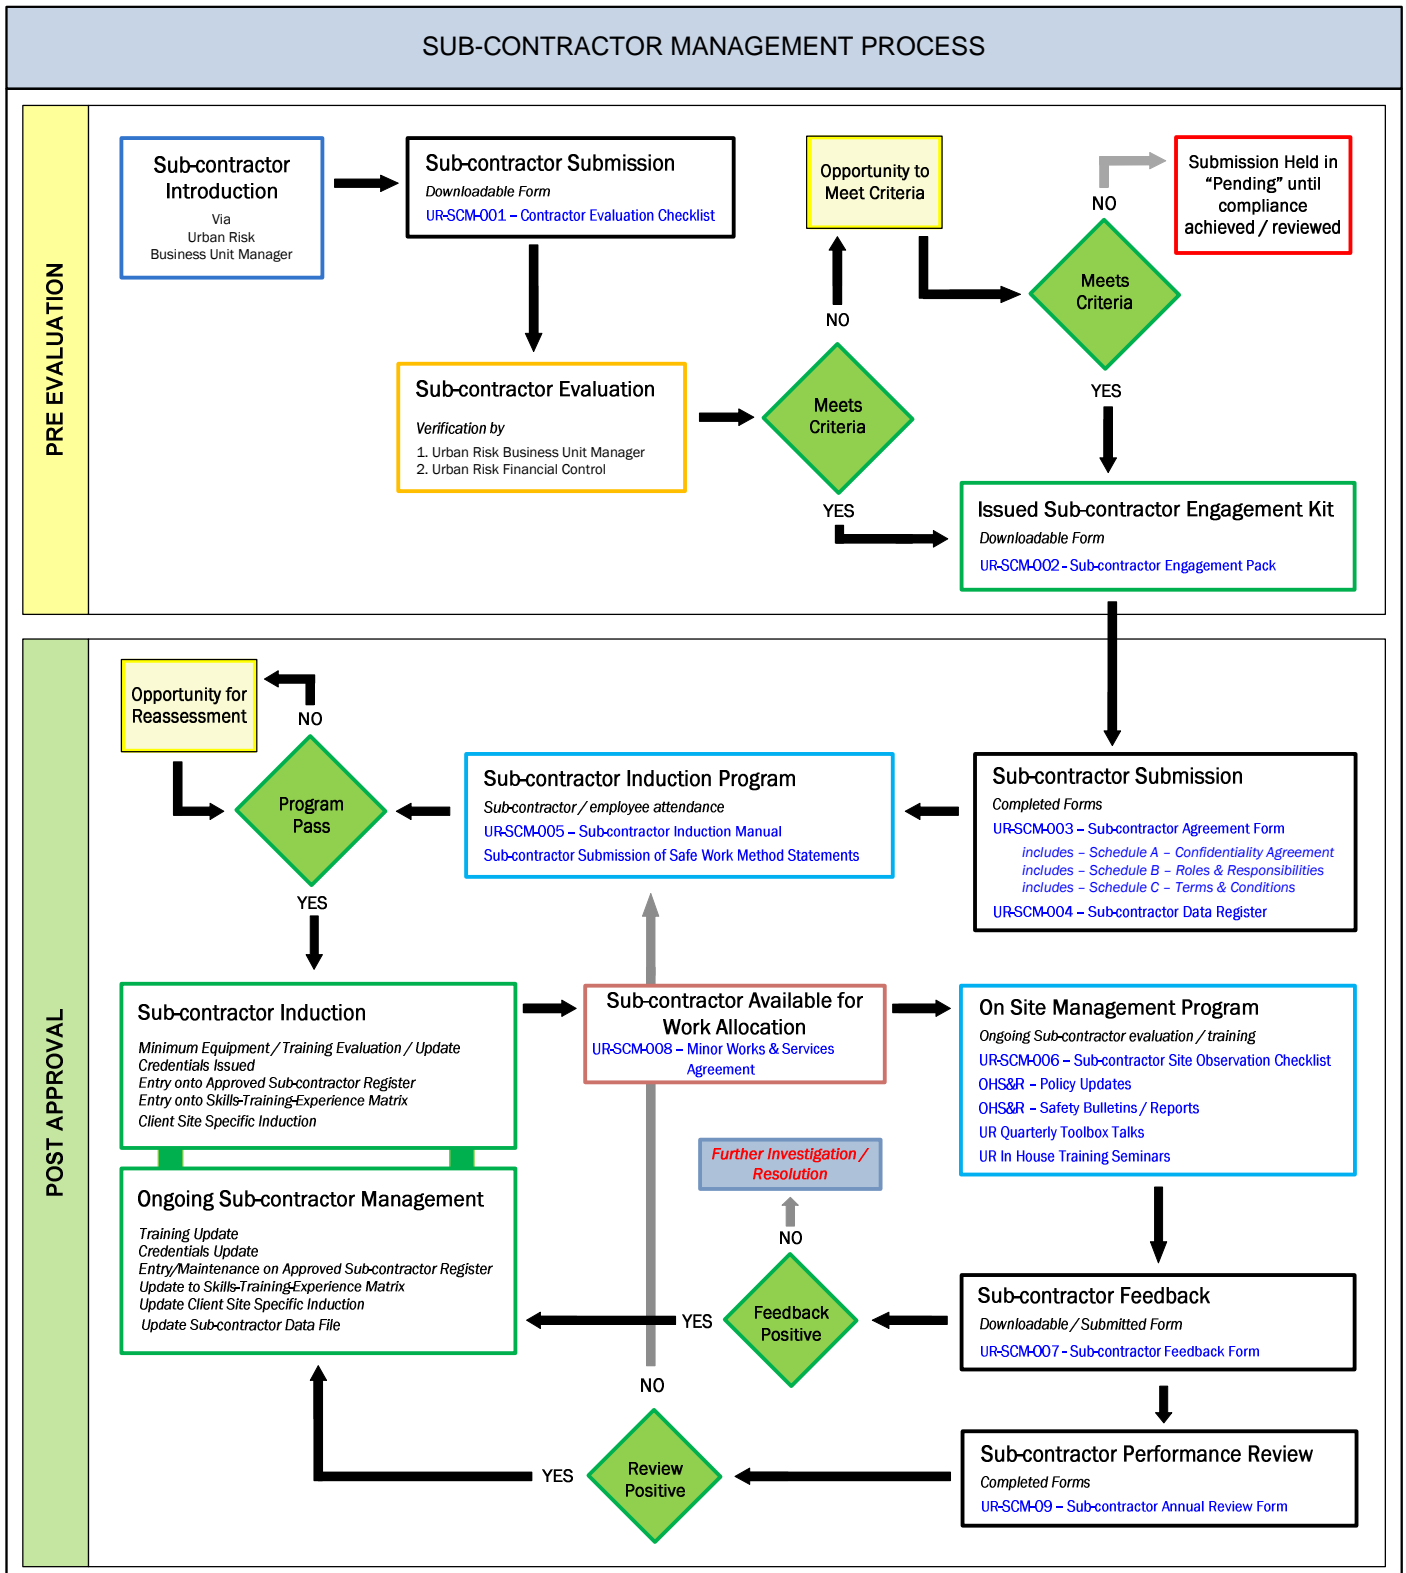 SUB-CONTRACTOR MANAGEMENT PROCESS
PRE EVALUATION
Sub-contractor
Introduction
Via
Urban Risk
Business Unit Manager
Sub-contractor Submission
Downloadable Form
UR-SCM-001 – Contractor Evaluation Checklist
Opportunity to
Meet Criteria
NO
Submission Held in
“Pending” until
compliance
achieved / reviewed
Meets
Criteria
NO
YES
Sub-contractor Evaluation
Verification by
1. Urban Risk Business Unit Manager
2. Urban Risk Financial Control
Meets
Criteria
YES
Issued Sub-contractor Engagement Kit
Downloadable Form
UR-SCM-002 - Sub-contractor Engagement Pack
POST APPROVAL
Opportunity for
Reassessment
NO
Program
Pass
YES
Sub-contractor Induction Program
Sub-contractor / employee attendance
UR-SCM-005 – Sub-contractor Induction Manual
Sub-contractor Submission of Safe Work Method Statements
Sub-contractor Submission
Completed Forms
UR-SCM-003 – Sub-contractor Agreement Form
includes – Schedule A – Confidentiality Agreement
includes – Schedule B – Roles & Responsibilities
includes – Schedule C – Terms & Conditions
UR-SCM-004 – Sub-contractor Data Register
Sub-contractor Induction
Minimum Equipment / Training Evaluation / Update
Credentials Issued
Entry onto Approved Sub-contractor Register
Entry onto Skills-Training-Experience Matrix
Client Site Specific Induction
Sub-contractor Available for
Work Allocation
UR-SCM-008 – Minor Works & Services
Agreement
On Site Management Program
Ongoing Sub-contractor evaluation / training
UR-SCM-006 – Sub-contractor Site Observation Checklist
OHS&R – Policy Updates
OHS&R – Safety Bulletins / Reports
UR Quarterly Toolbox Talks
UR In House Training Seminars
Further Investigation /
Resolution
NO
Ongoing Sub-contractor Management
Training Update
Credentials Update
Entry/Maintenance on Approved Sub-contractor Register
Update to Skills-Training-Experience Matrix
Update Client Site Specific Induction
Update Sub-contractor Data File
YES
Feedback
Positive
Sub-contractor Feedback
Downloadable / Submitted Form
UR-SCM-007 - Sub-contractor Feedback Form
NO
YES
Review
Positive
Sub-contractor Performance Review
Completed Forms
UR-SCM-09 – Sub-contractor Annual Review Form